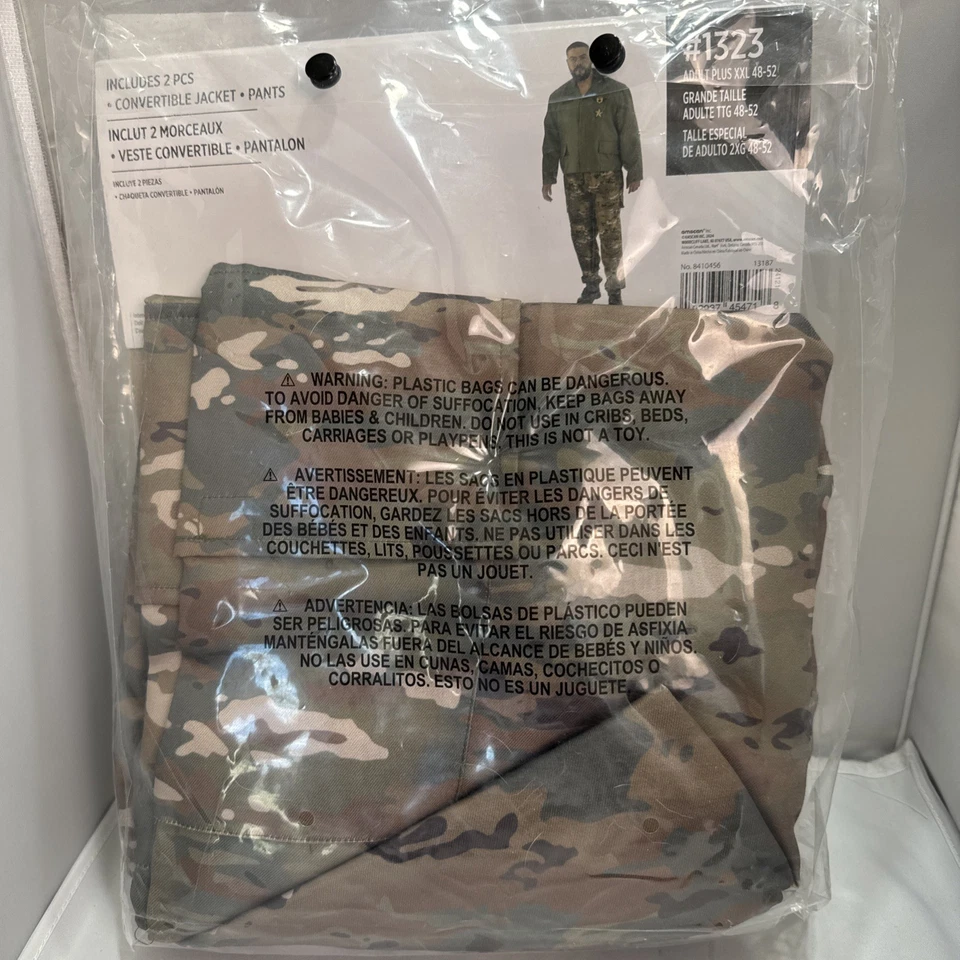 INCLUDES 2 PCS
• CONVERTIBLE JACKET • PANTS
INCLUT 2 MORCEAUX
• VESTE CONVERTIBLE • PANTALON
INCLUYE 2 PIEZAS
• CHAQUETA CONVERTIBLE • PANTALÓN
#1323
ADULT PLUS XXL 48-52
GRANDE TAILLE
ADULTE TTG 48-52
TALLE ESPECIAL
DE ADULTO 2XG 48-52
amscan
No. 8410456 13187
45471 8
⚠ WARNING: PLASTIC BAGS CAN BE DANGEROUS.
TO AVOID DANGER OF SUFFOCATION, KEEP BAGS AWAY
FROM BABIES & CHILDREN. DO NOT USE IN CRIBS, BEDS,
CARRIAGES OR PLAYPENS. THIS IS NOT A TOY.
⚠ AVERTISSEMENT: LES SACS EN PLASTIQUE PEUVENT
ÊTRE DANGEREUX. POUR ÉVITER LES DANGERS DE
SUFFOCATION, GARDEZ LES SACS HORS DE LA PORTÉE
DES BÉBÉS ET DES ENFANTS. NE PAS UTILISER DANS LES
COUCHETTES, LITS, POUSSETTES OU PARCS. CECI N'EST
PAS UN JOUET.
⚠ ADVERTENCIA: LAS BOLSAS DE PLÁSTICO PUEDEN
SER PELIGROSAS. PARA EVITAR EL RIESGO DE ASFIXIA
MANTÉNGALAS FUERA DEL ALCANCE DE BEBÉS Y NIÑOS.
NO LAS USE EN CUNAS, CAMAS, COCHECITOS O
CORRALITOS. ESTO NO ES UN JUGUETE.